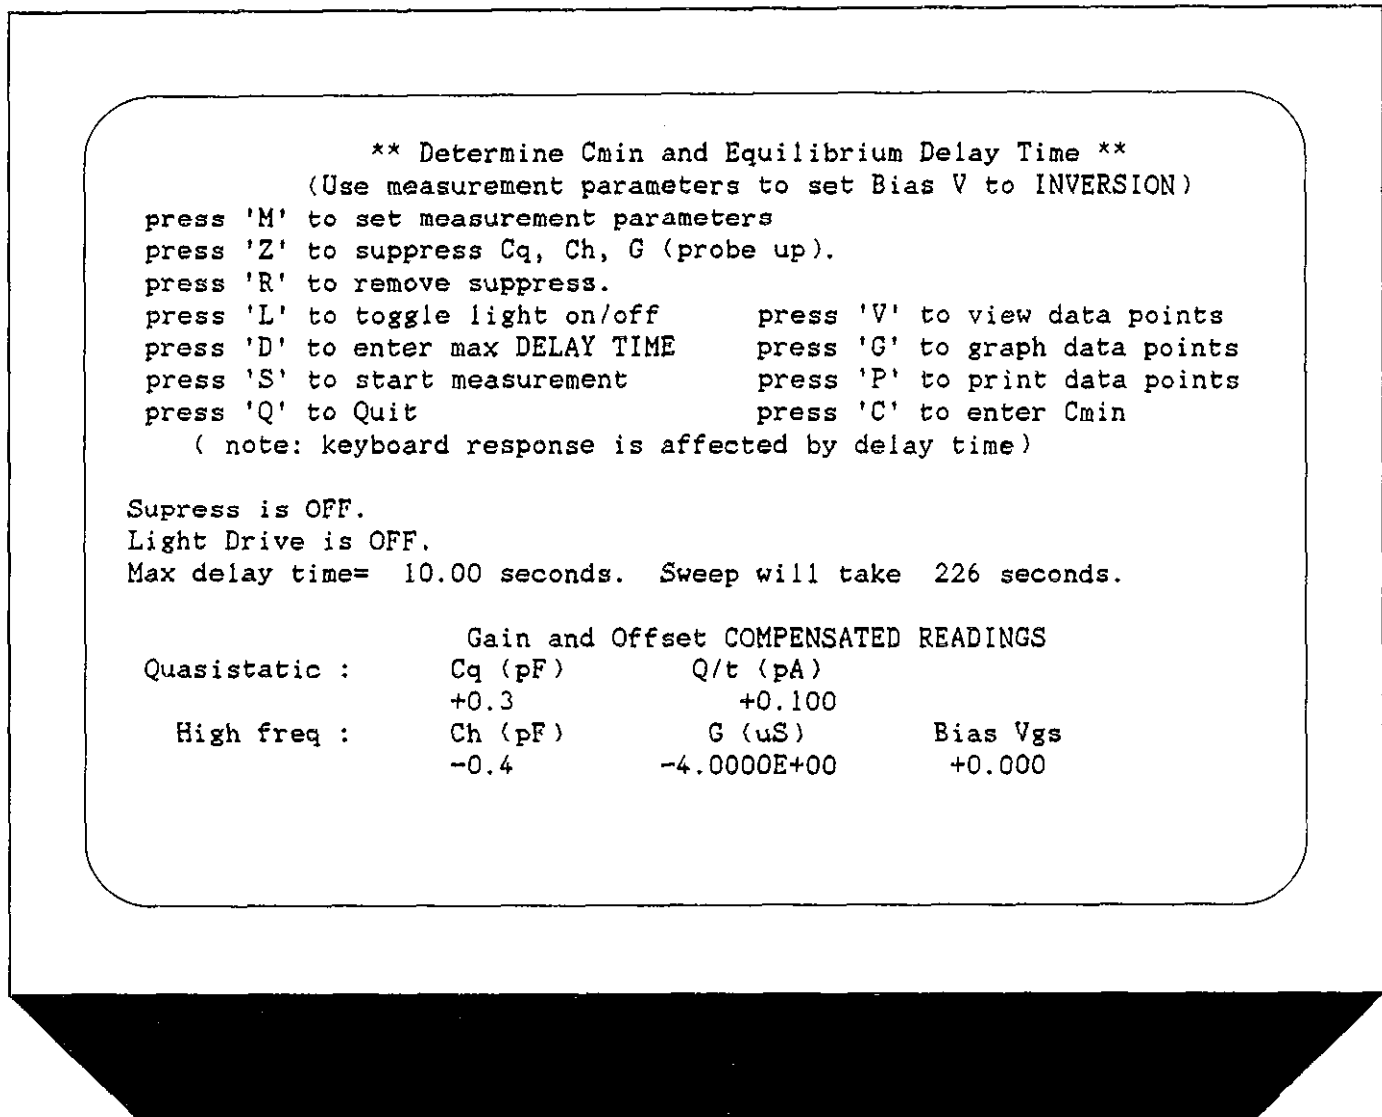 ** Determine Cmin and Equilibrium Delay Time **
(Use measurement parameters to set Bias V to INVERSION)
press 'M' to set measurement parameters
press 'Z' to suppress Cq, Ch, G (probe up).
press 'R' to remove suppress.
press 'L' to toggle light on/off press 'V' to view data points
press 'D' to enter max DELAY TIME press 'G' to graph data points
press 'S' to start measurement press 'P' to print data points
press 'Q' to Quit press 'C' to enter Cmin
( note: keyboard response is affected by delay time)
Supress is OFF.
Light Drive is OFF.
Max delay time= 10.00 seconds. Sweep will take 226 seconds.
Gain and Offset COMPENSATED READINGS
Quasistatic : Cq (pF) Q/t (pA)
+0.3 +0.100
High freq : Ch (pF) G (uS) Bias Vgs
-0.4 -4.0000E+00 +0.000